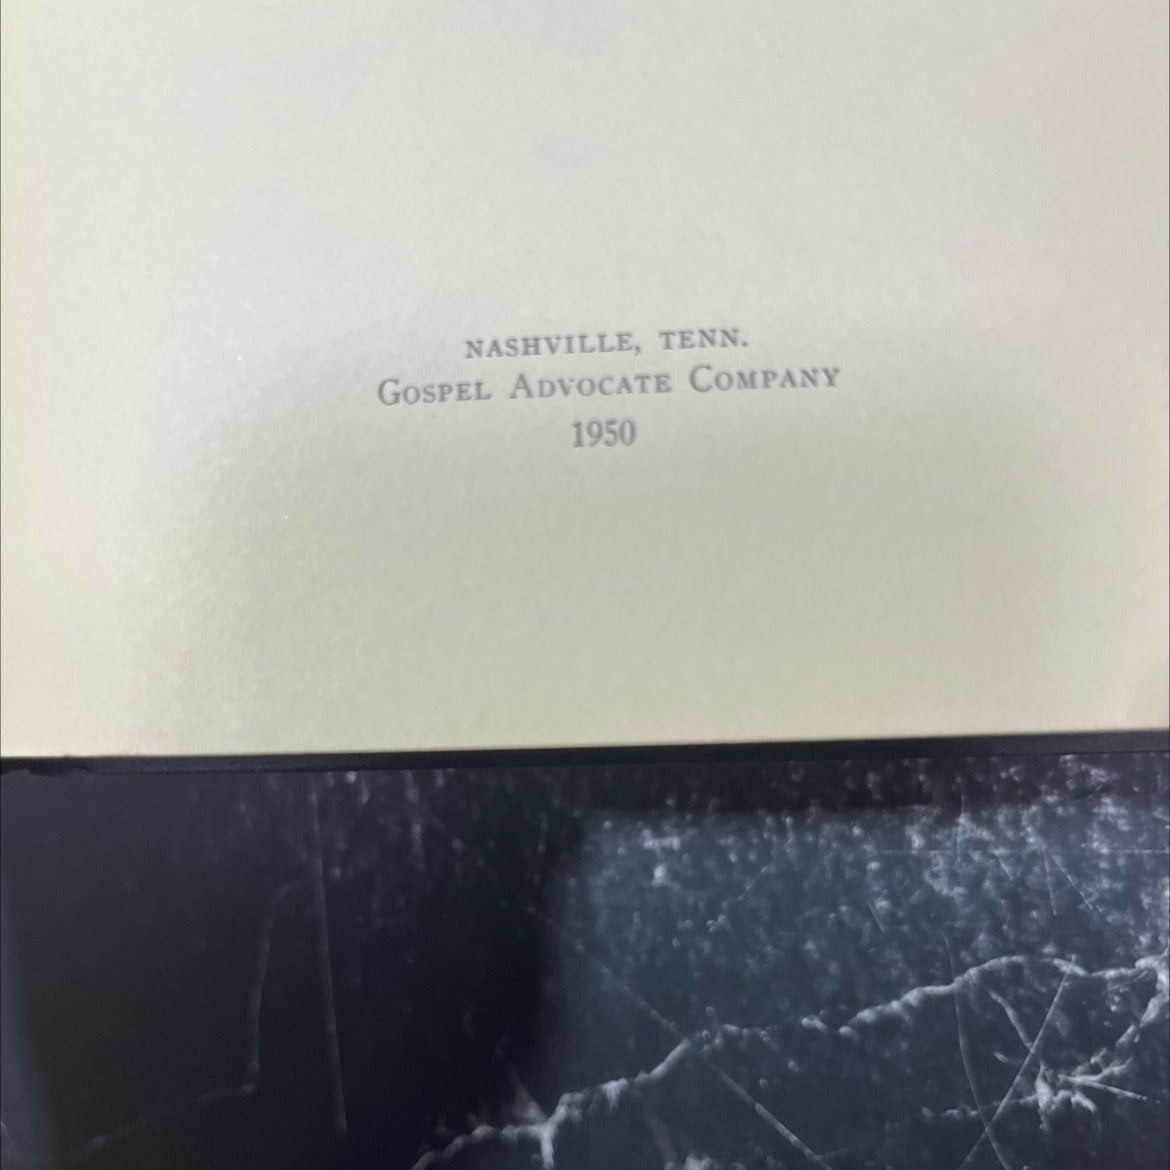 NASHVILLE, TENN.
GOSPEL ADVOCATE COMPANY
1950